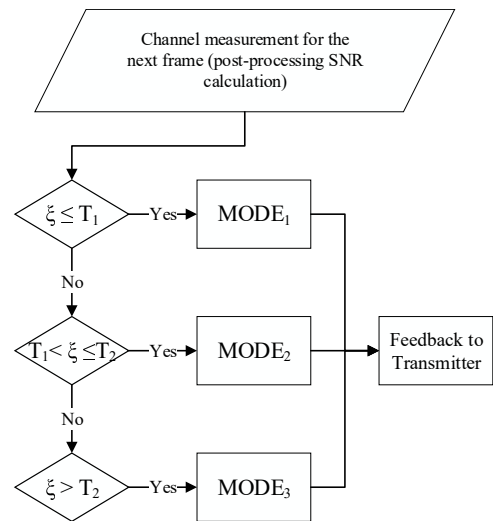 Channel measurement for the
next frame (post-processing SNR
calculation)
ξ ≤ T₁
Yes
MODE₁
No
T₁< ξ ≤T₂
Yes
MODE₂
Feedback to
Transmitter
No
ξ > T₂
Yes
MODE₃